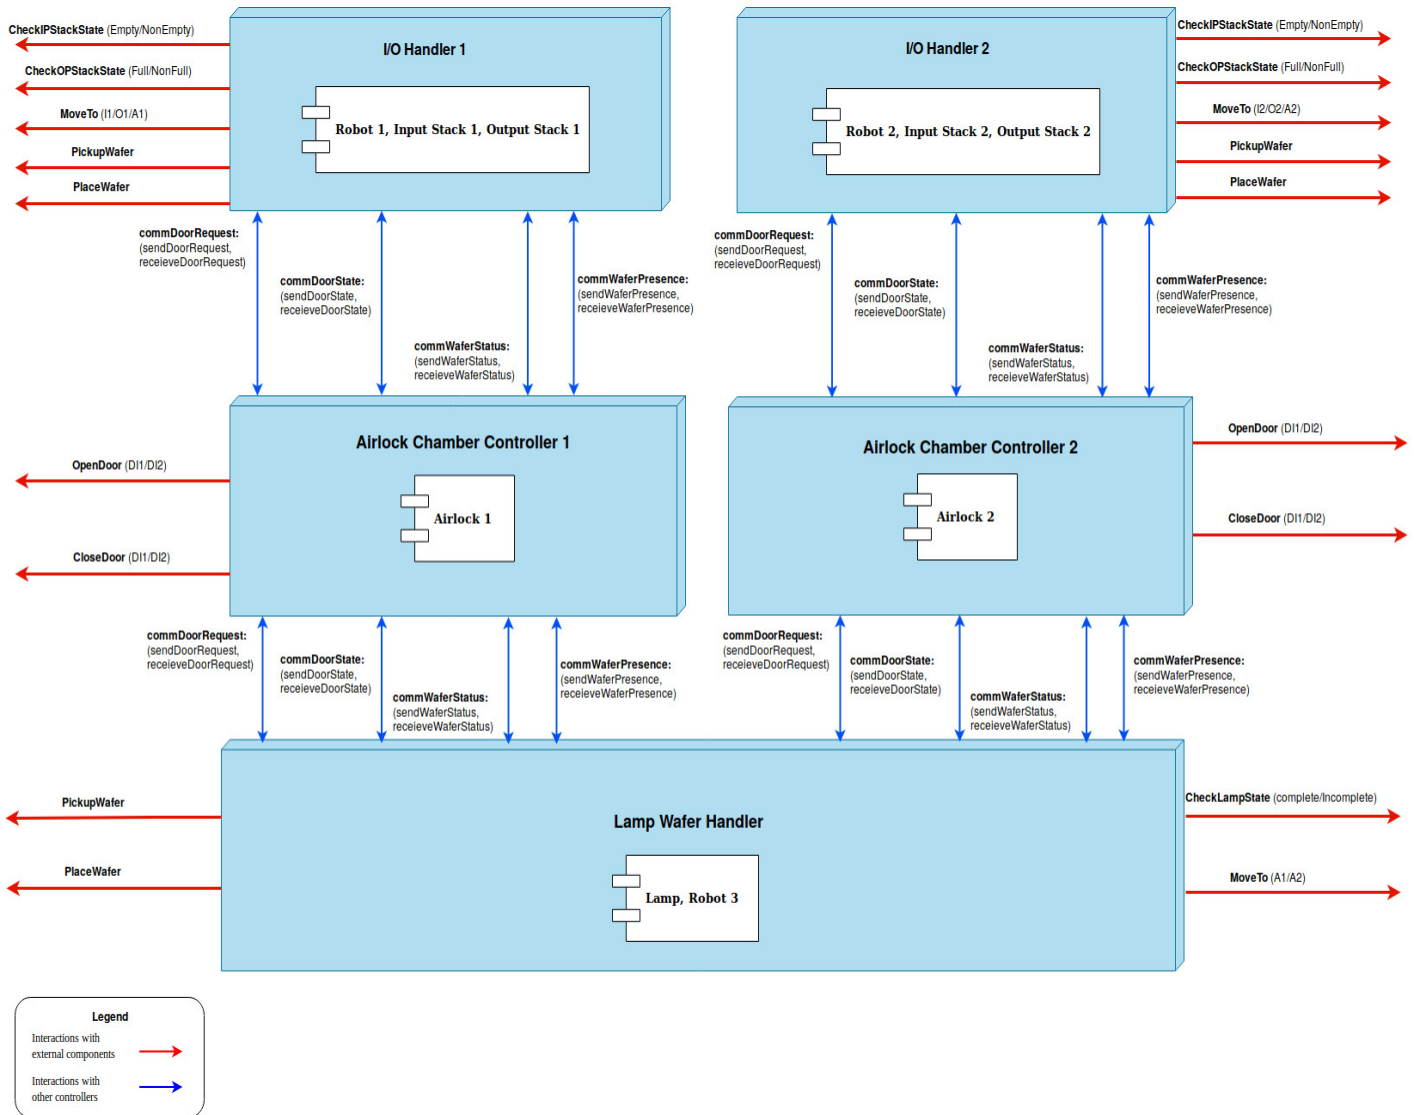 CheckIPStackState (Empty/NonEmpty)
CheckOPStackState (Full/NonFull)
MoveTo (I1/O1/A1)
PickupWafer
PlaceWafer
I/O Handler 1
Robot 1, Input Stack 1, Output Stack 1
I/O Handler 2
Robot 2, Input Stack 2, Output Stack 2
CheckIPStackState (Empty/NonEmpty)
CheckOPStackState (Full/NonFull)
MoveTo (I2/O2/A2)
PickupWafer
PlaceWafer
commDoorRequest:
(sendDoorRequest,
receieveDoorRequest)
commDoorState:
(sendDoorState,
receieveDoorState)
commWaferStatus:
(sendWaferStatus,
receieveWaferStatus)
commWaferPresence:
(sendWaferPresence,
receieveWaferPresence)
commDoorRequest:
(sendDoorRequest,
receieveDoorRequest)
commDoorState:
(sendDoorState,
receieveDoorState)
commWaferStatus:
(sendWaferStatus,
receieveWaferStatus)
commWaferPresence:
(sendWaferPresence,
receieveWaferPresence)
OpenDoor (DI1/DI2)
CloseDoor (DI1/DI2)
Airlock Chamber Controller 1
Airlock 1
Airlock Chamber Controller 2
Airlock 2
OpenDoor (DI1/DI2)
CloseDoor (DI1/DI2)
commDoorRequest:
(sendDoorRequest,
receieveDoorRequest)
commDoorState:
(sendDoorState,
receieveDoorState)
commWaferStatus:
(sendWaferStatus,
receieveWaferStatus)
commWaferPresence:
(sendWaferPresence,
receieveWaferPresence)
commDoorRequest:
(sendDoorRequest,
receieveDoorRequest)
commDoorState:
(sendDoorState,
receieveDoorState)
commWaferStatus:
(sendWaferStatus,
receieveWaferStatus)
commWaferPresence:
(sendWaferPresence,
receieveWaferPresence)
PickupWafer
PlaceWafer
Lamp Wafer Handler
Lamp, Robot 3
CheckLampState (complete/Incomplete)
MoveTo (A1/A2)
Legend
Interactions with
external components
Interactions with
other controllers